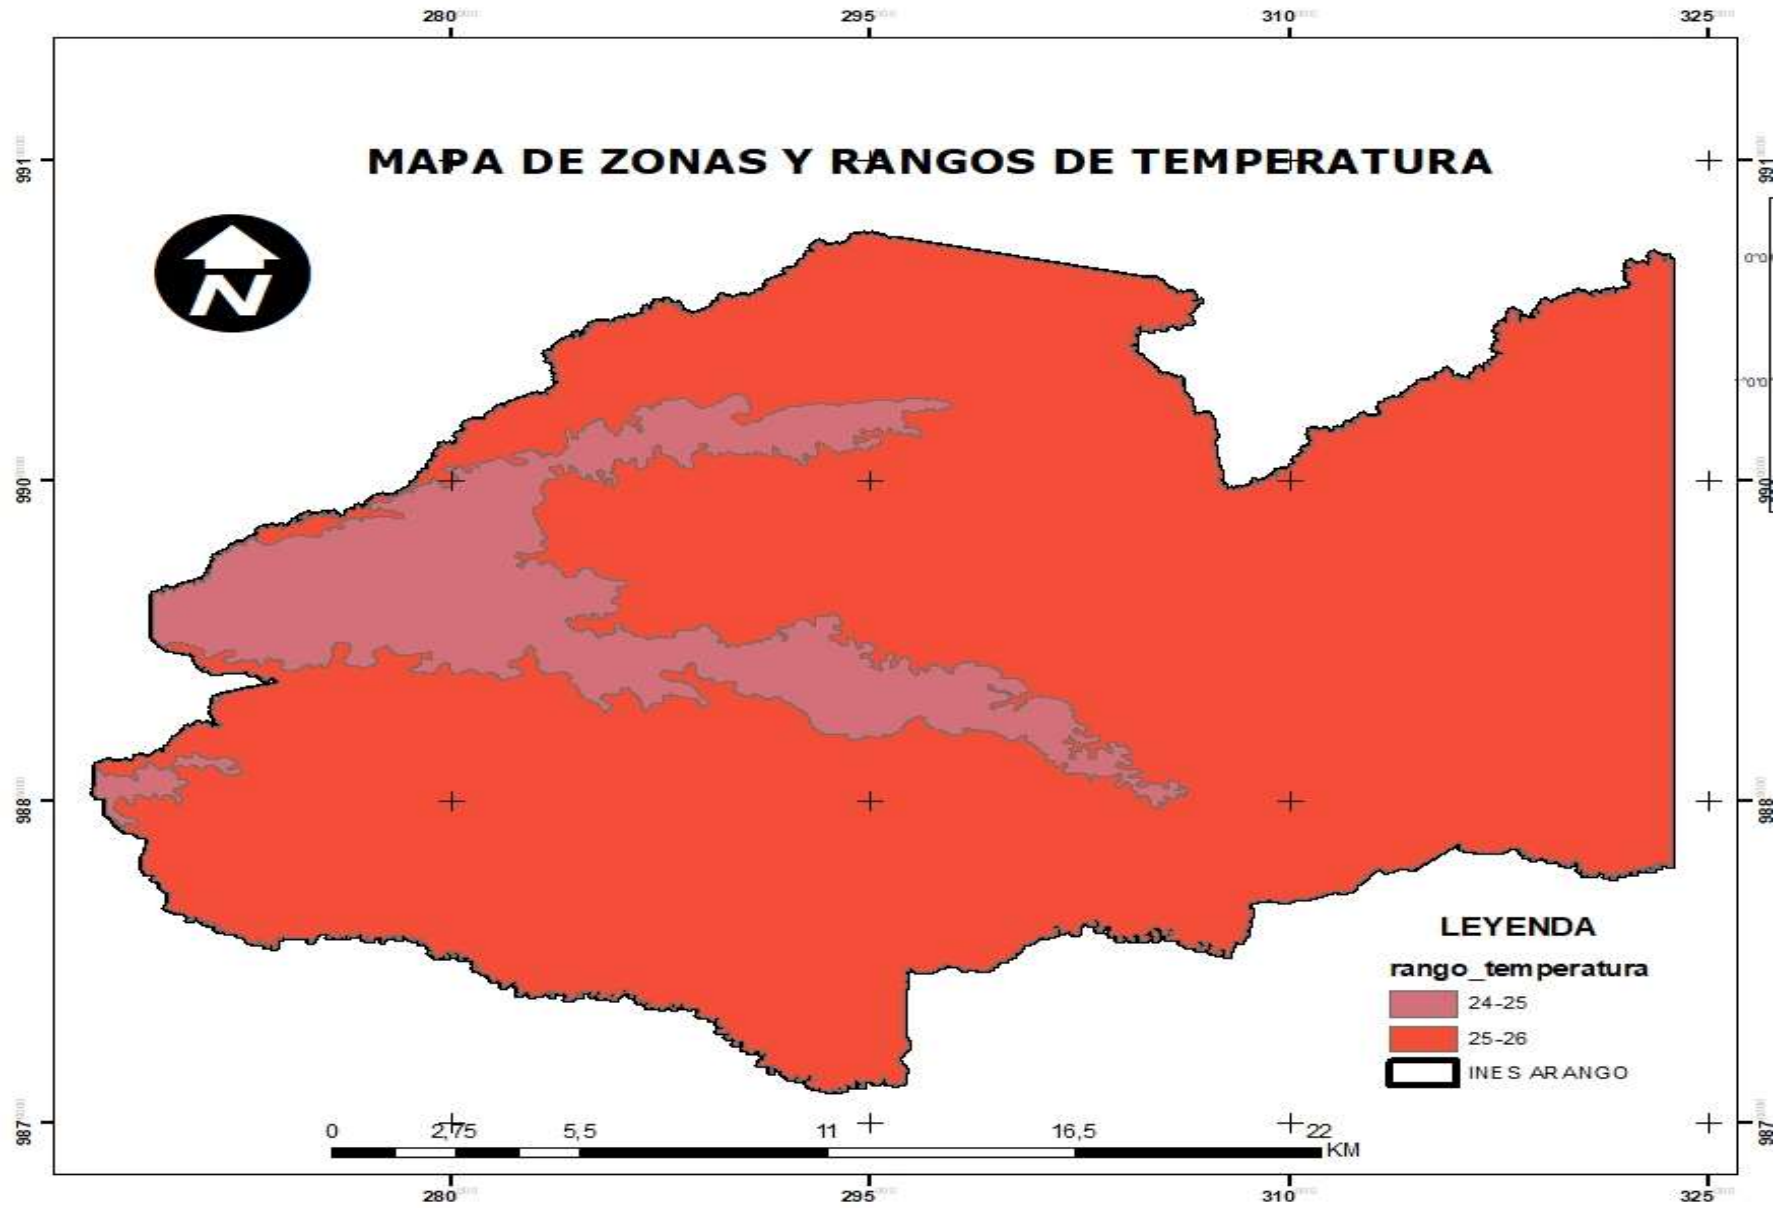 280 295 310 325
991 991
MAPA DE ZONAS Y RANGOS DE TEMPERATURA
N
990 990
988 988
LEYENDA
rango_temperatura
24-25
25-26
INES ARANGO
987 987
0 2,75 5,5 11 16,5 22
KM
280 295 310 325